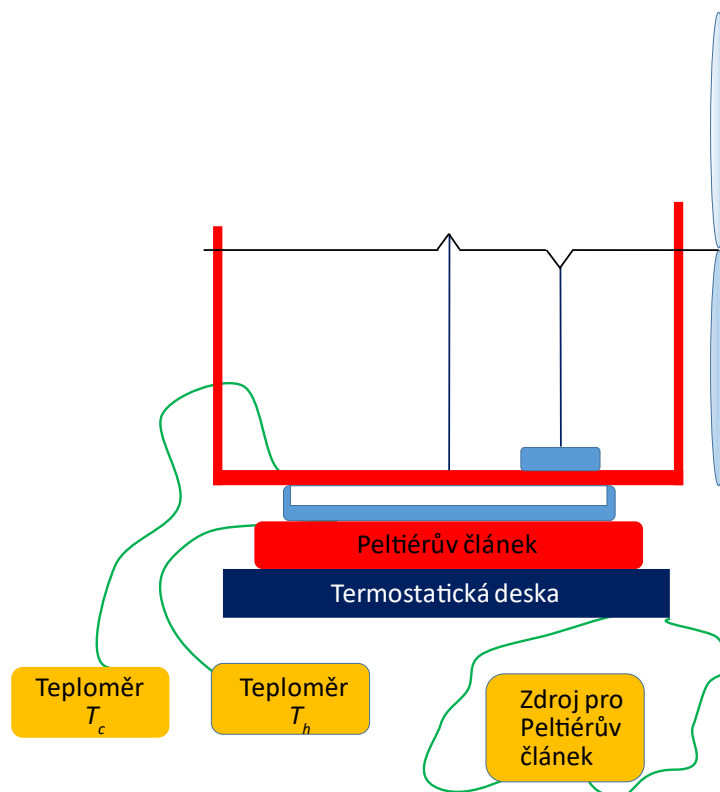 Peltiérův článek
Termostatická deska
Teploměr
T_c
Teploměr
T_h
Zdroj pro
Peltiérův
článek